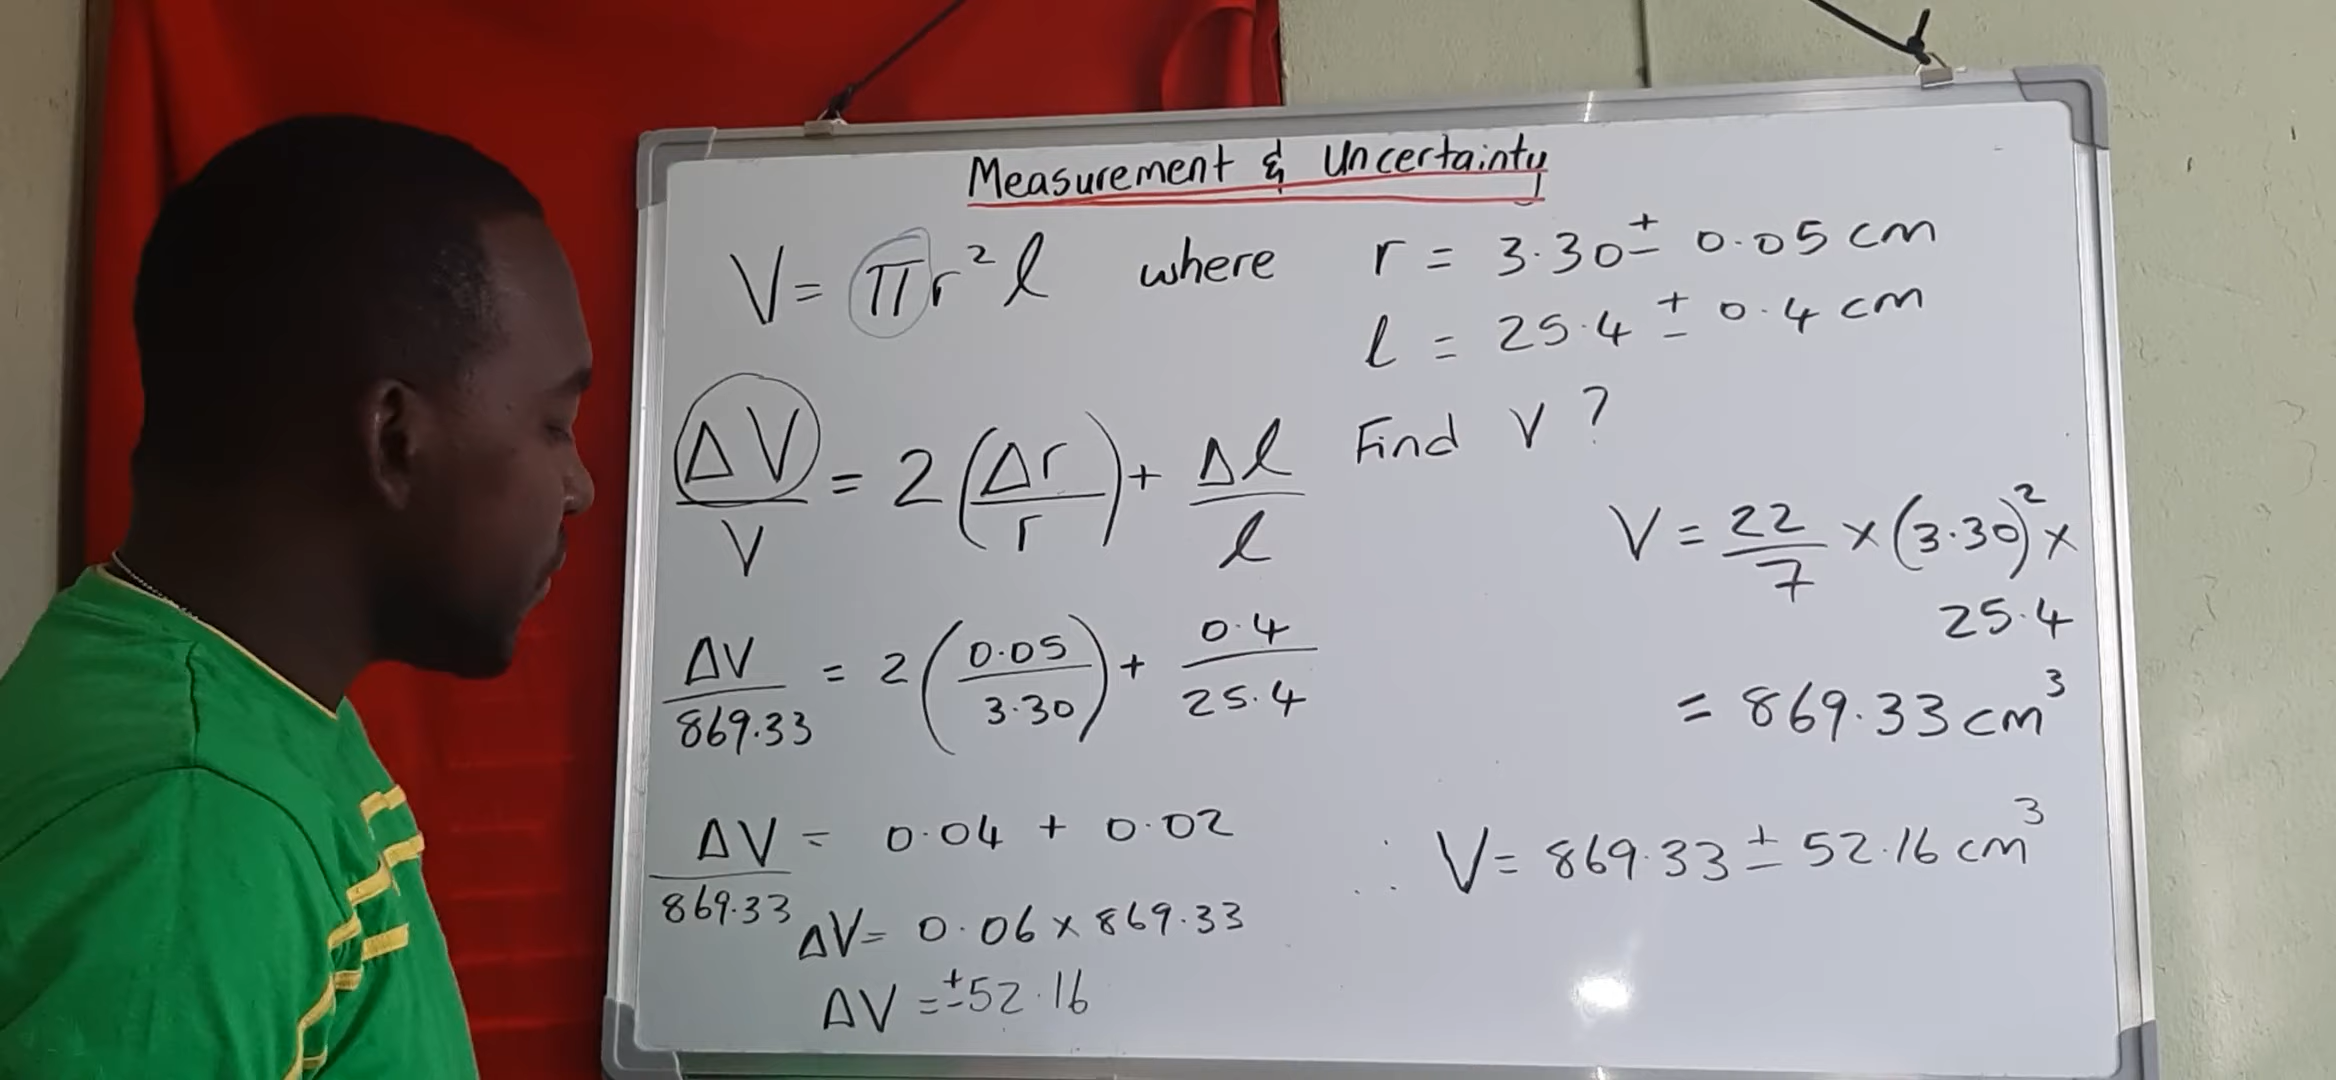 Measurement & Uncertainty
V = πr²l where r = 3.30 ± 0.05 cm
l = 25.4 ± 0.4 cm
Find V ?
ΔV/V = 2(Δr/r) + Δl/l
V = 22/7 × (3.30)² ×
25.4
= 869.33 cm³
ΔV/869.33 = 2(0.05/3.30) + 0.4/25.4
ΔV/869.33 = 0.04 + 0.02
ΔV = 0.06 × 869.33
ΔV = ±52.16
∴ V = 869.33 ± 52.16 cm³